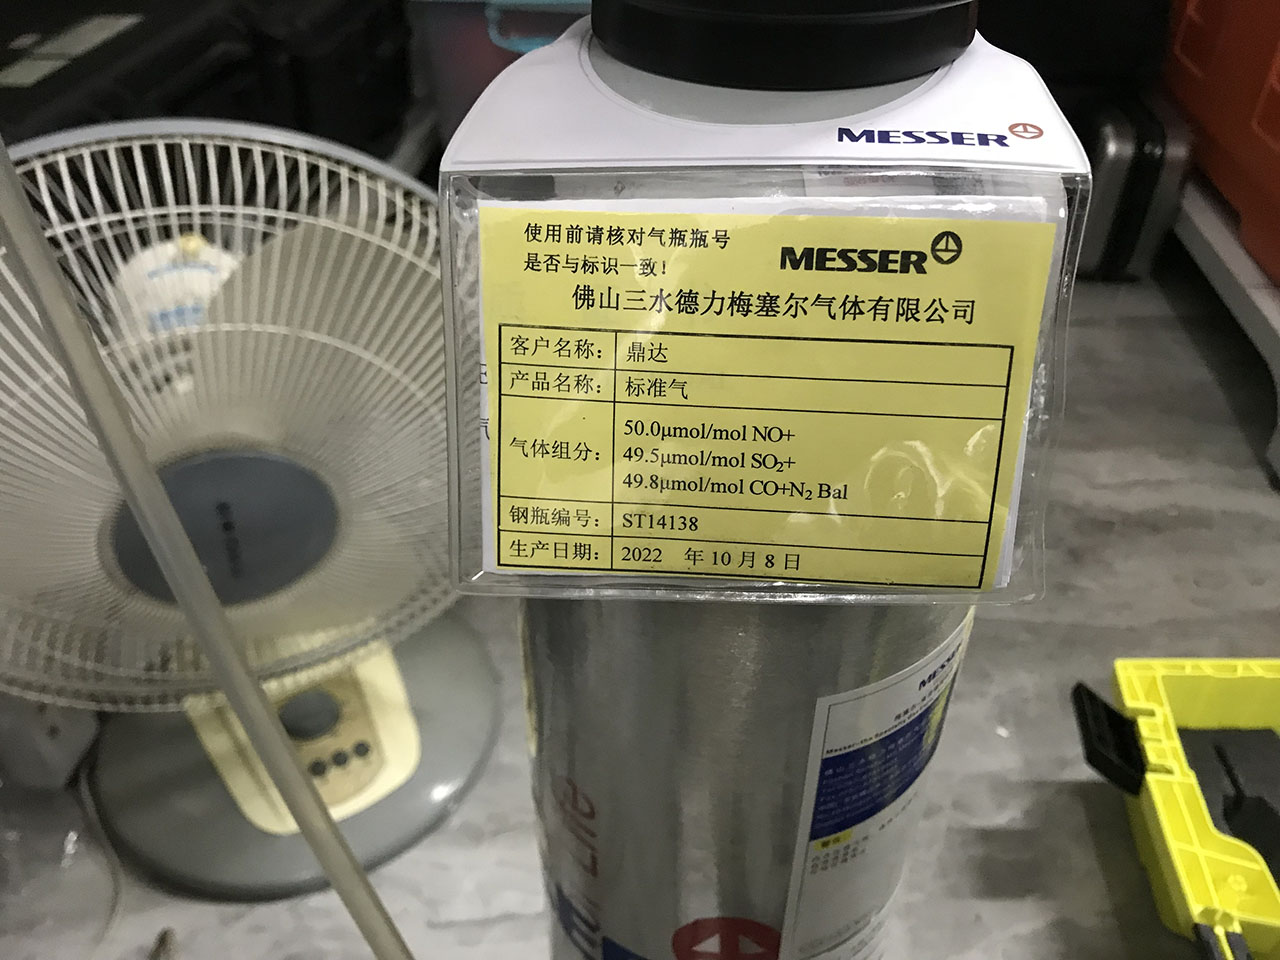 MESSER
使用前请核对气瓶瓶号
是否与标识一致！
MESSER
佛山三水德力梅塞尔气体有限公司
客户名称： 鼎达
产品名称： 标准气
气体组分： 50.0μmol/mol NO+
49.5μmol/mol SO₂+
49.8μmol/mol CO+N₂ Bal
钢瓶编号： ST14138
生产日期： 2022 年 10 月 8 日
MESSER